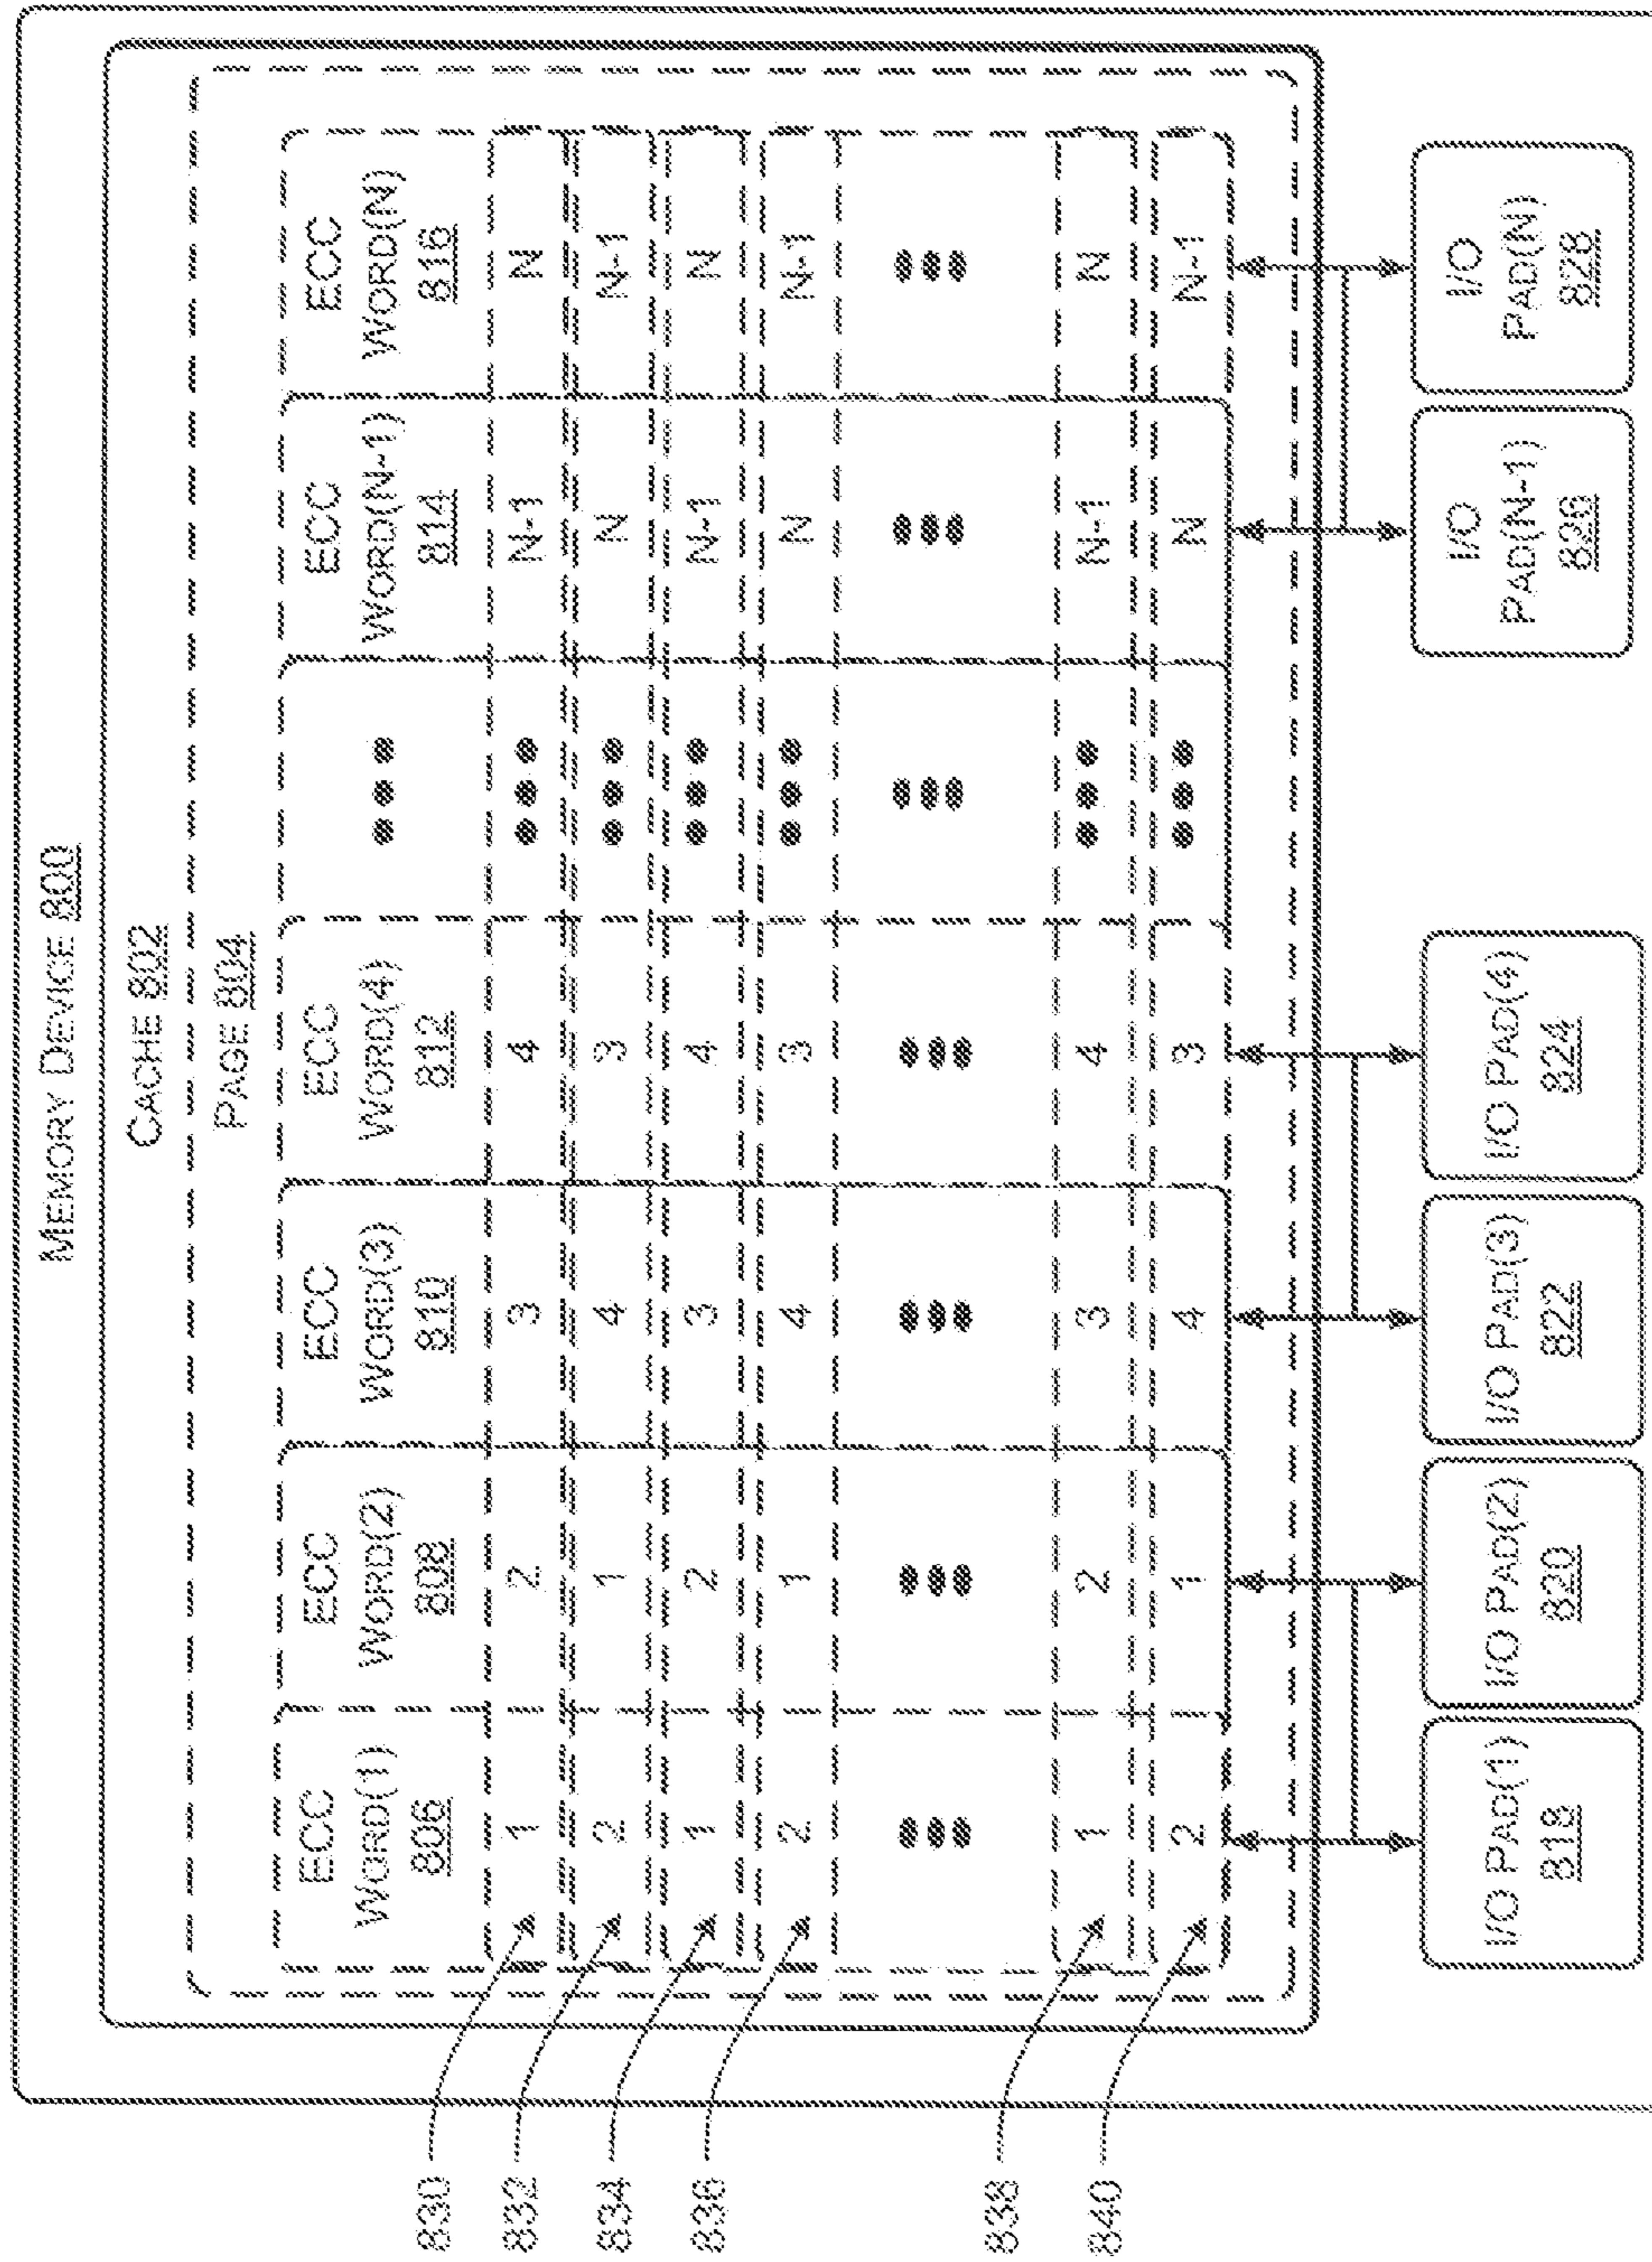 MEMORY DEVICE 800
CACHE 802
PAGE 804
ECC WORD(1) 806
ECC WORD(2) 808
ECC WORD(3) 810
ECC WORD(4) 812
● ● ●
ECC WORD(N-1) 814
ECC WORD(N) 816
830
1 2 3 4 ● ● ● N-1 N
832
2 1 4 3 ● ● ● N N-1
834
1 2 3 4 ● ● ● N-1 N
836
2 1 4 3 ● ● ● N N-1
●●● ●●● ●●● ●●● ●●● ●●● ●●●
838
1 2 3 4 ● ● ● N-1 N
840
2 1 4 3 ● ● ● N N-1
I/O PAD(1) 818
I/O PAD(2) 820
I/O PAD(3) 822
I/O PAD(4) 824
I/O PAD(N-1) 826
I/O PAD(N) 828